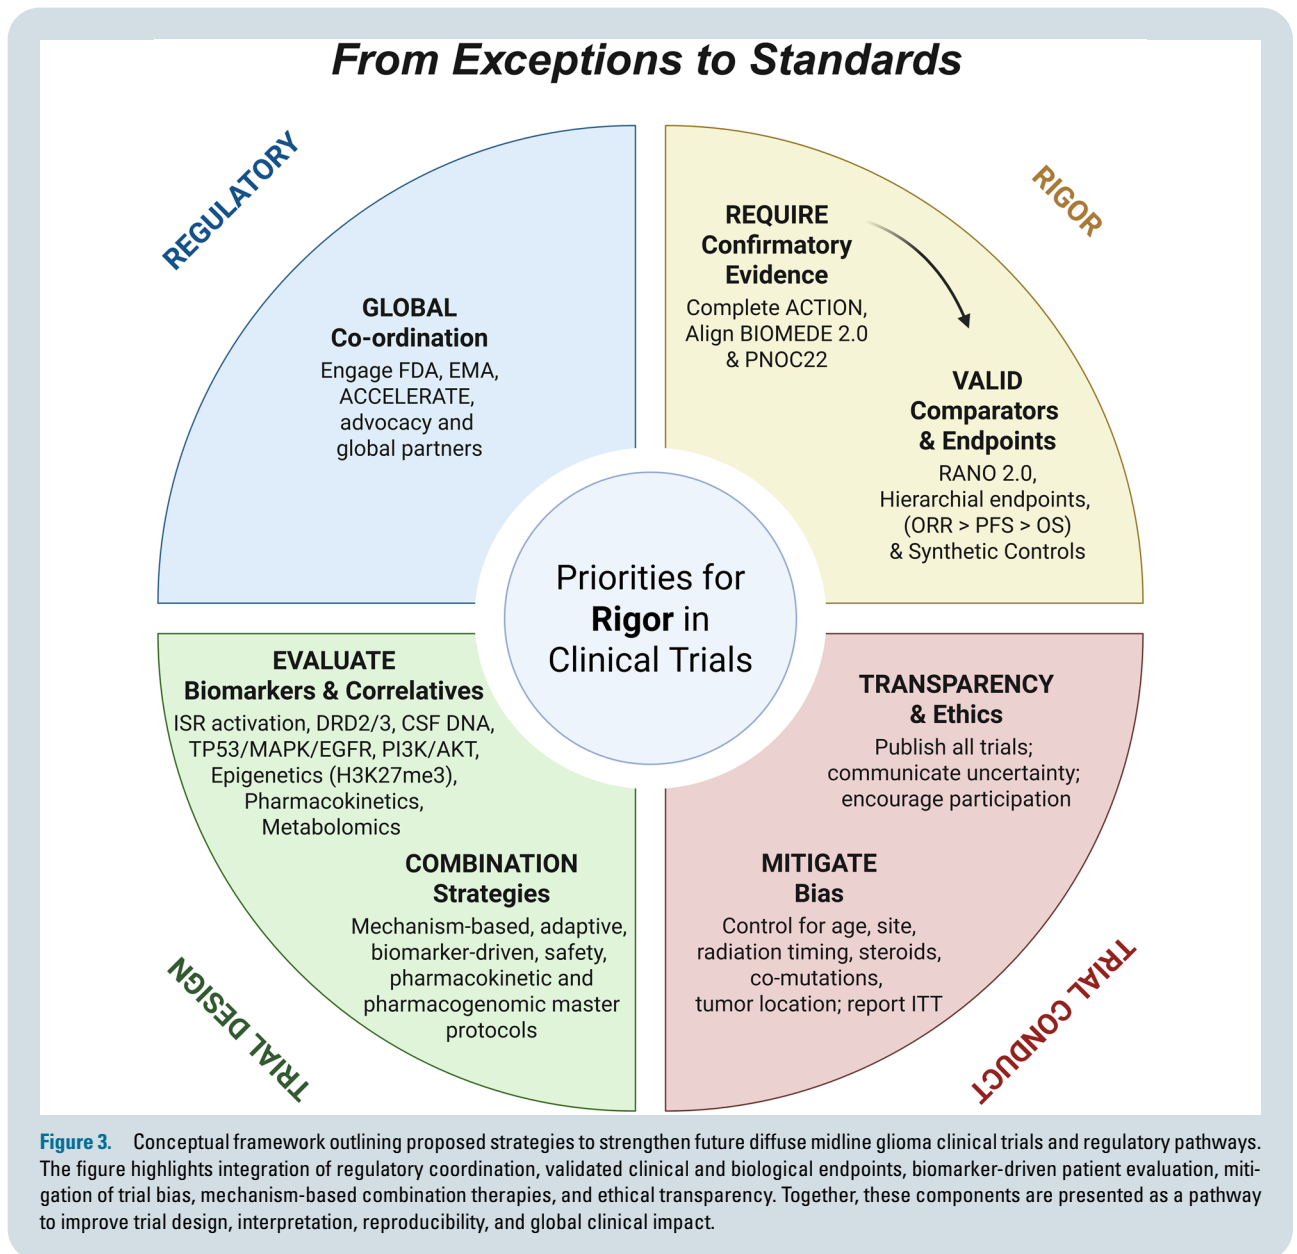 From Exceptions to Standards
REGULATORY
GLOBAL
Co-ordination
Engage FDA, EMA,
ACCELERATE,
advocacy and
global partners
RIGOR
REQUIRE
Confirmatory
Evidence
Complete ACTION,
Align BIOMEDE 2.0
& PNOC22
VALID
Comparators
& Endpoints
RANO 2.0,
Hierarchial endpoints,
(ORR > PFS > OS)
& Synthetic Controls
Priorities for
Rigor in
Clinical Trials
EVALUATE
Biomarkers & Correlatives
ISR activation, DRD2/3, CSF DNA,
TP53/MAPK/EGFR, PI3K/AKT,
Epigenetics (H3K27me3),
Pharmacokinetics,
Metabolomics
COMBINATION
Strategies
Mechanism-based, adaptive,
biomarker-driven, safety,
pharmacokinetic and
pharmacogenomic master
protocols
TRIAL DESIGN
TRANSPARENCY
& Ethics
Publish all trials;
communicate uncertainty;
encourage participation
MITIGATE
Bias
Control for age, site,
radiation timing, steroids,
co-mutations,
tumor location; report ITT
TRIAL CONDUCT
Figure 3. Conceptual framework outlining proposed strategies to strengthen future diffuse midline glioma clinical trials and regulatory pathways.
The figure highlights integration of regulatory coordination, validated clinical and biological endpoints, biomarker-driven patient evaluation, miti-
gation of trial bias, mechanism-based combination therapies, and ethical transparency. Together, these components are presented as a pathway
to improve trial design, interpretation, reproducibility, and global clinical impact.